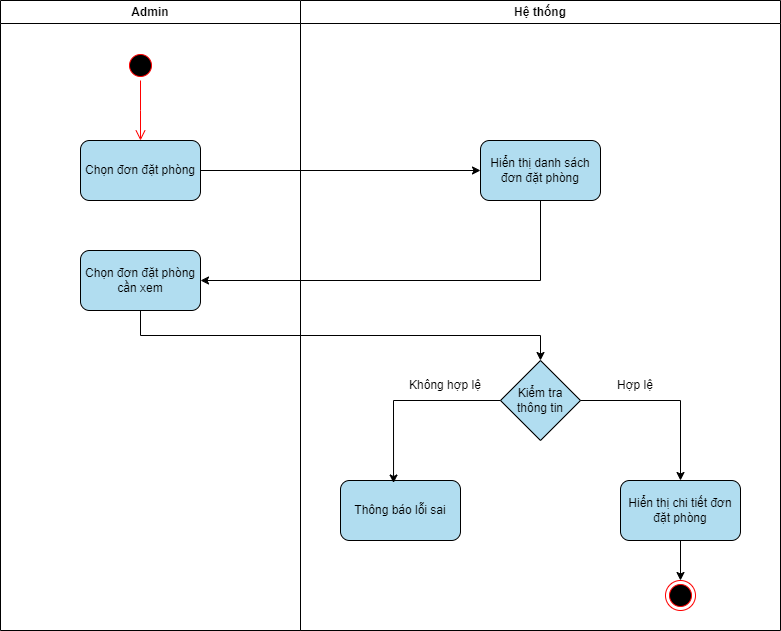 Admin
Hệ thống
Chọn đơn đặt phòng
Hiển thị danh sách
đơn đặt phòng
Chọn đơn đặt phòng
cần xem
Kiểm tra
thông tin
Không hợp lệ
Hợp lệ
Thông báo lỗi sai
Hiển thị chi tiết đơn
đặt phòng